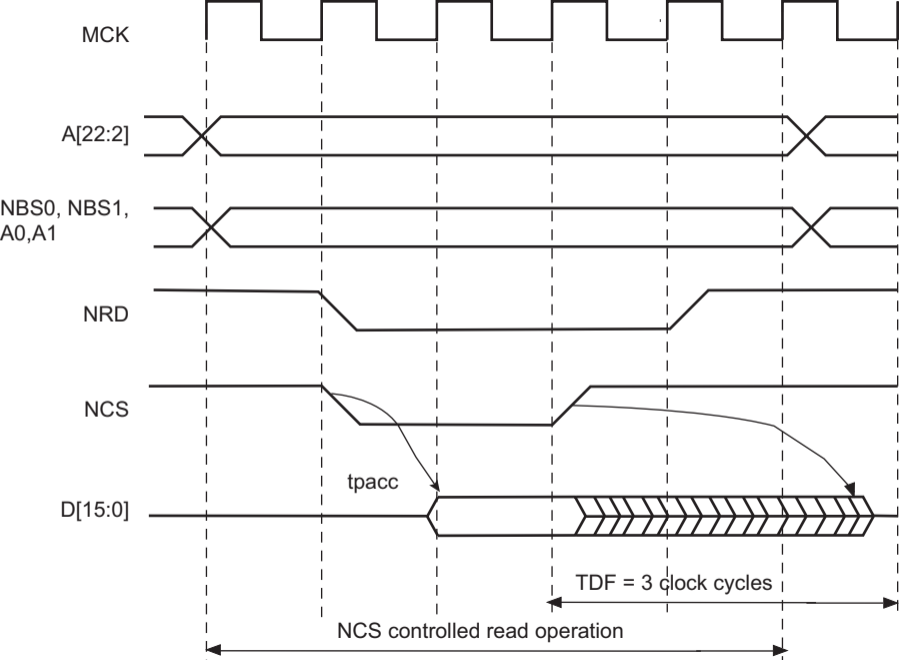 MCK
A[22:2]
NBS0, NBS1,
A0,A1
NRD
NCS
tpacc
D[15:0]
TDF = 3 clock cycles
NCS controlled read operation